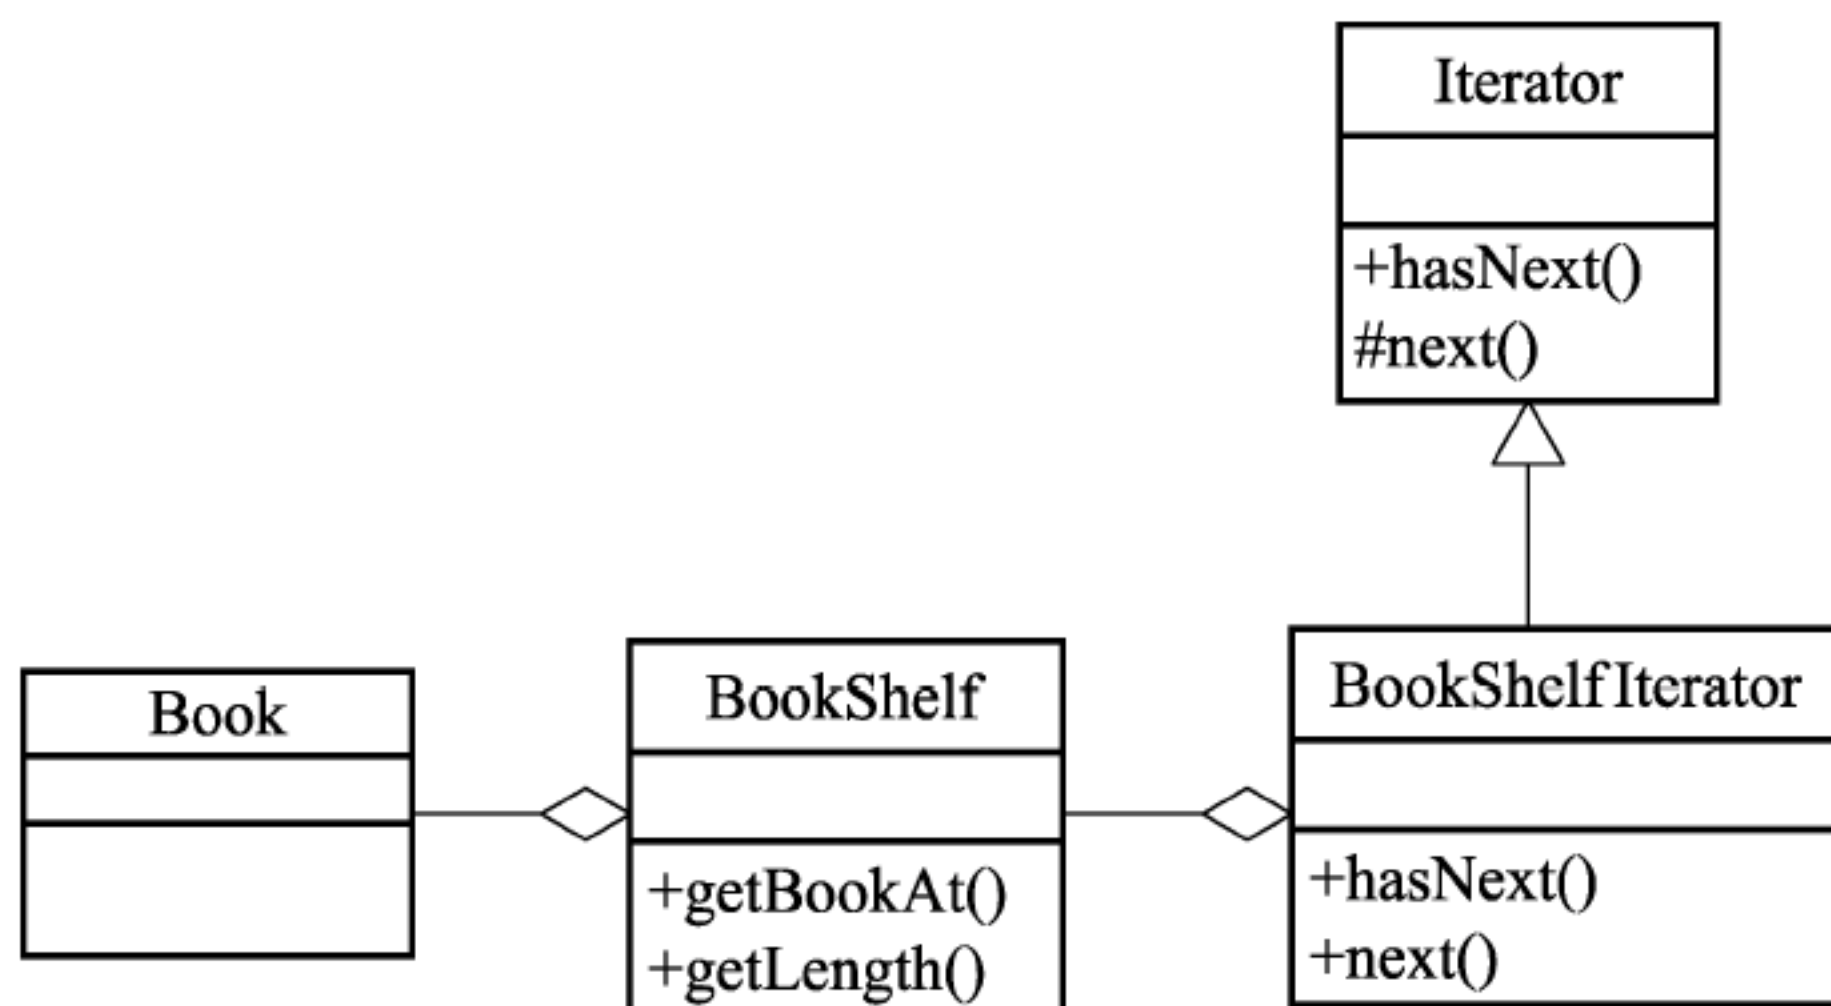 Iterator
+hasNext()
#next()
Book
BookShelf
BookShelfIterator
+getBookAt()
+getLength()
+hasNext()
+next()